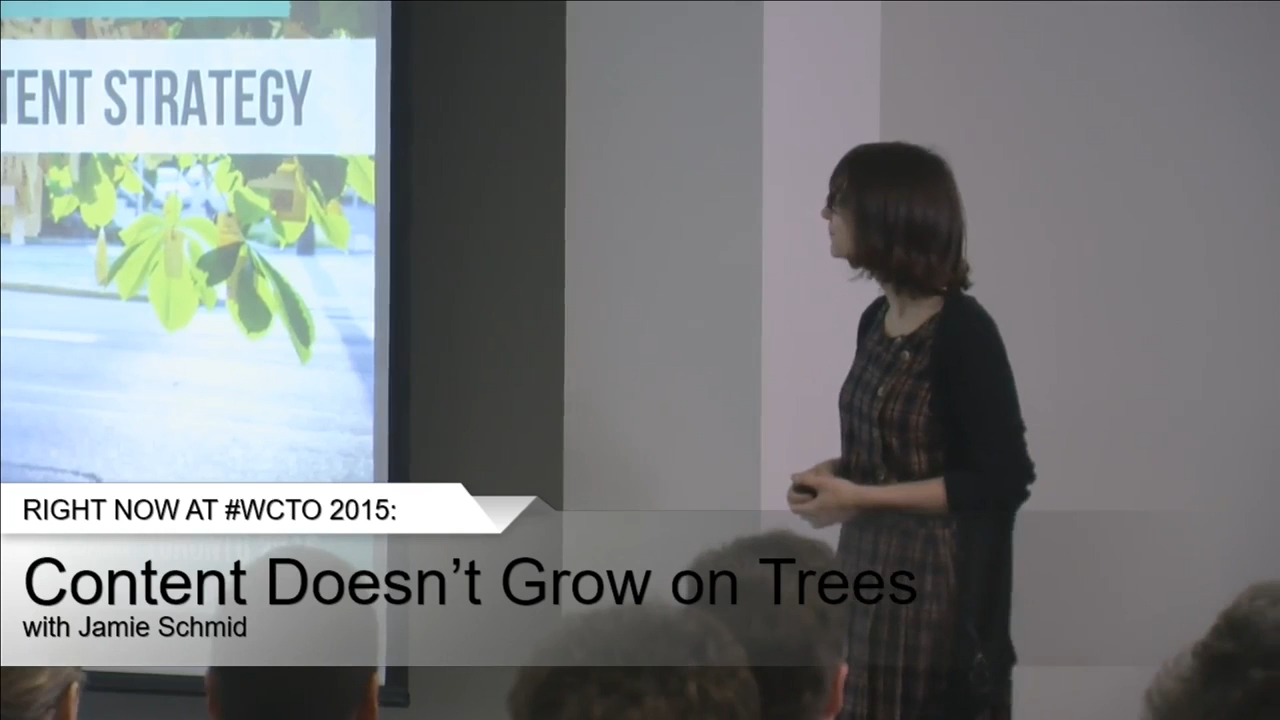 TENT STRATEGY
RIGHT NOW AT #WCTO 2015:
Content Doesn’t Grow on Trees
with Jamie Schmid